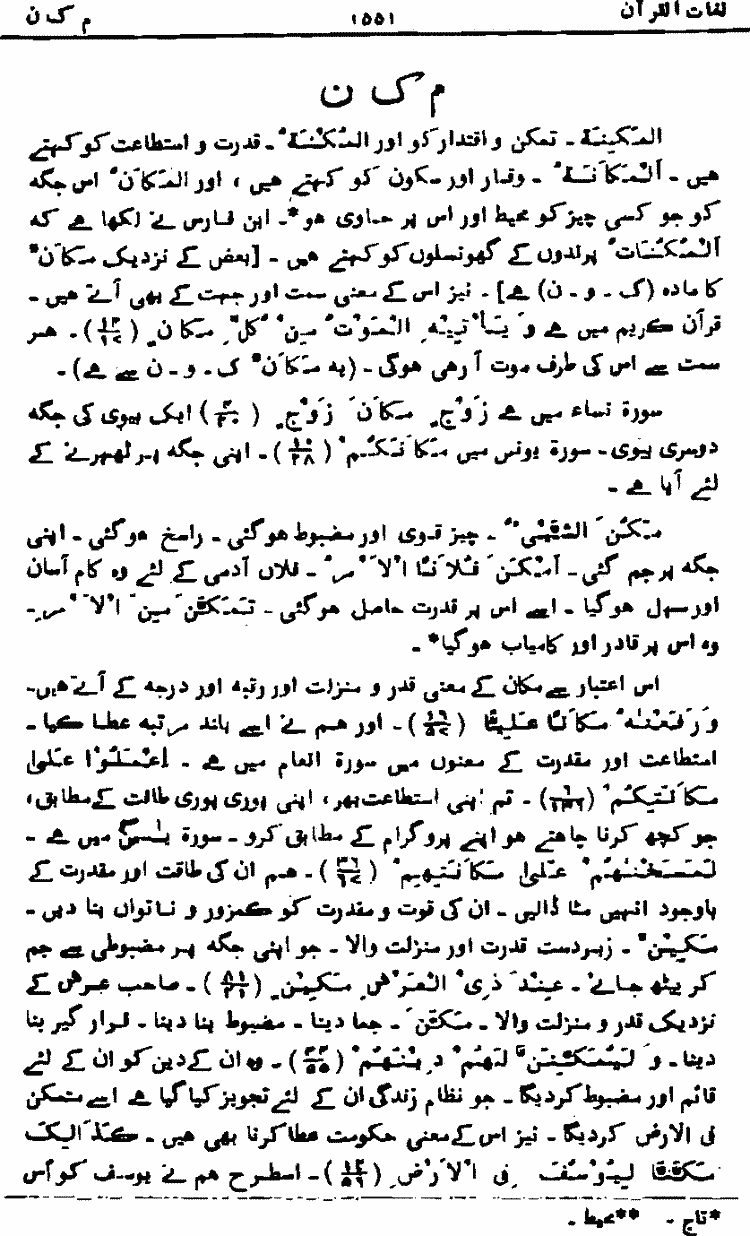 لغات القرآن ۱۵۵۱ م ک ن
م ک ن
اَلْمَکِیْنَۃُ ۔ تمکن و اقتدار کو اور اَلْمُکْنَۃُ ۔ قدرت و استطاعت کو کہتے
ہیں ۔ اَلْمَکَانَۃُ ۔ وقار اور سکون کو کہتے ہیں ، اور اَلْمَکَانُ اس جگہ
کو جو کسی چیز کو محیط اور اس پر حاوی ہو*۔ ابن فارس نے لکھا ہے کہ
اَلْمَکُنَاتُ پرندوں کے گھونسلوں کو کہتے ہیں ۔ [بعض کے نزدیک مَکَانٌ
کا مادہ (ک ۔ و ۔ ن) ہے] ۔ نیز اس کے معنی سمت اور جہت کے بھی آتے ہیں ۔
قرآن کریم میں ہے وَ یَاْتِیْہِ الْمَوْتُ مِنْ کُلِّ مَکَانٍ (۱۴/۱۷) ۔ ہر
سمت سے اس کی طرف موت آ رہی ہوگی ۔ (یہ مَکَانٌ ک ۔ و ۔ ن سے ہے) ۔
سورۃ نساء میں ہے زَوْجٍ مَکَانَ زَوْجٍ (۴/۲۰) ایک بیوی کی جگہ
دوسری بیوی ۔ سورۃ یونس میں مَکَانَکُمْ (۱۰/۲۸) ۔ اپنی جگہ پر ٹھہرنے کے
لئے آیا ہے ۔
مَکُنَ الشَّیْءُ ۔ چیز قوی اور مضبوط ہوگئی ۔ راسخ ہوگئی ۔ اپنی
جگہ پر جم گئی ۔ اَمْکَنَ فُلَانًا الْاَمْرُ ۔ فلاں آدمی کے لئے وہ کام آسان
اور سہل ہوگیا ۔ اسے اس پر قدرت حاصل ہوگئی ۔ تَمَکَّنَ مِنَ الْاَمْرِ ۔
وہ اس پر قادر اور کامیاب ہوگیا* ۔
اس اعتبار سے مکان کے معنی قدر و منزلت اور رتبہ اور درجہ کے آتے ہیں ۔
وَرَفَعْنٰہُ مَکَانًا عَلِیًّا (۱۹/۵۷) ۔ اور ہم نے اسے بلند مرتبہ عطا کیا ۔
استطاعت اور مقدرت کے معنوں میں سورۃ انعام میں ہے ۔ اِعْمَلُوْا عَلٰی
مَکَانَتِکُمْ (۶/۱۳۶) ۔ تم اپنی استطاعت بھر، اپنی پوری پوری طاقت کے مطابق ،
جو کچھ کرنا چاہتے ہو اپنے پروگرام کے مطابق کرو ۔ سورۃ یٰسٓ میں ہے ۔
لَمَسَخْنٰہُمْ عَلٰی مَکَانَتِہِمْ (۳۶/۶۷) ۔ ہم ان کی طاقت اور مقدرت کے
باوجود انہیں مٹا ڈالیں ۔ ان کی قوت و مقدرت کو کمزور و ناتواں بنا دیں ۔
مَکِیْنٌ ۔ زبردست قدرت اور منزلت والا ۔ جو اپنی جگہ پر مضبوطی سے جم
کر بیٹھ جائے ۔ عِنْدَ ذِی الْعَرْشِ مَکِیْنٍ (۸۱/۲۱) ۔ صاحب عرش کے
نزدیک قدر و منزلت والا ۔ مَکَّنَ ۔ جما دینا ۔ مضبوط بنا دینا ۔ قرار گیر بنا
دینا ۔ وَ لَیُمَکِّنَنَّ لَہُمْ دِیْنَہُمْ (۲۴/۵۵) ۔ وہ ان کے دین کو ان کے لئے
قائم اور مضبوط کردیگا ۔ جو نظام زندگی ان کے لئے تجویز کیا گیا ہے اسے متمکن
فی الارض کردیگا ۔ نیز اس کے معنی حکومت عطا کرنا بھی ہیں ۔ کَذٰلِکَ
مَکَّنَّا لِیُوْسُفَ فِی الْاَرْضِ (۱۲/۵۶) ۔ اسطرح ہم نے یوسف کو اُس
*تاج ۔ **محیط ۔